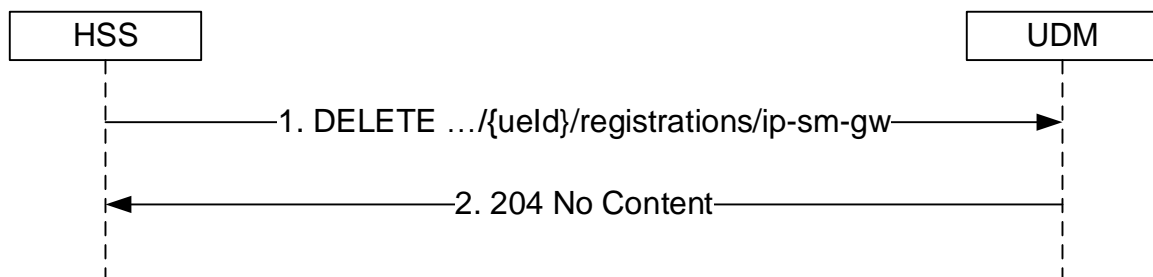 HSS
UDM
1. DELETE …/{ueId}/registrations/ip-sm-gw
2. 204 No Content